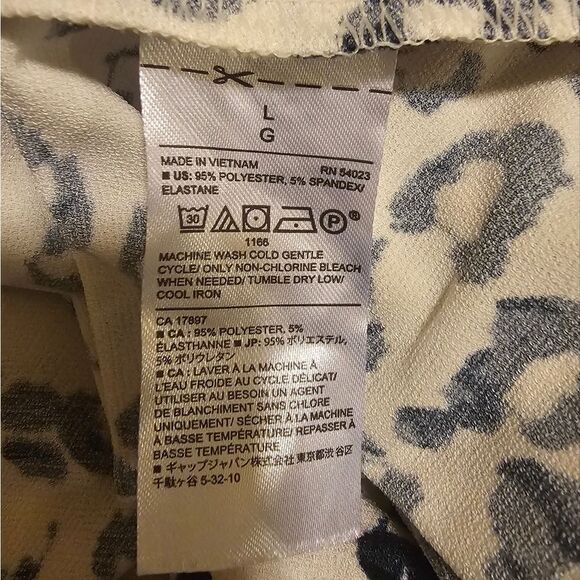 L
G
MADE IN VIETNAM RN 54023
■ US: 95% POLYESTER, 5% SPANDEX/
ELASTANE
30 P
1166
MACHINE WASH COLD GENTLE
CYCLE/ ONLY NON-CHLORINE BLEACH
WHEN NEEDED/ TUMBLE DRY LOW/
COOL IRON
CA 17897
■ CA : 95% POLYESTER, 5%
ÉLASTHANNE ■ JP: 95% ポリエステル,
5% ポリウレタン
■ CA : LAVER À LA MACHINE À
L'EAU FROIDE AU CYCLE DÉLICAT/
UTILISER AU BESOIN UN AGENT
DE BLANCHIMENT SANS CHLORE
UNIQUEMENT/ SÉCHER À LA MACHINE
À BASSE TEMPÉRATURE/ REPASSER À
BASSE TEMPÉRATURE
■ ギャップジャパン株式会社 東京都 渋 谷区
千駄ヶ谷 5-32-10